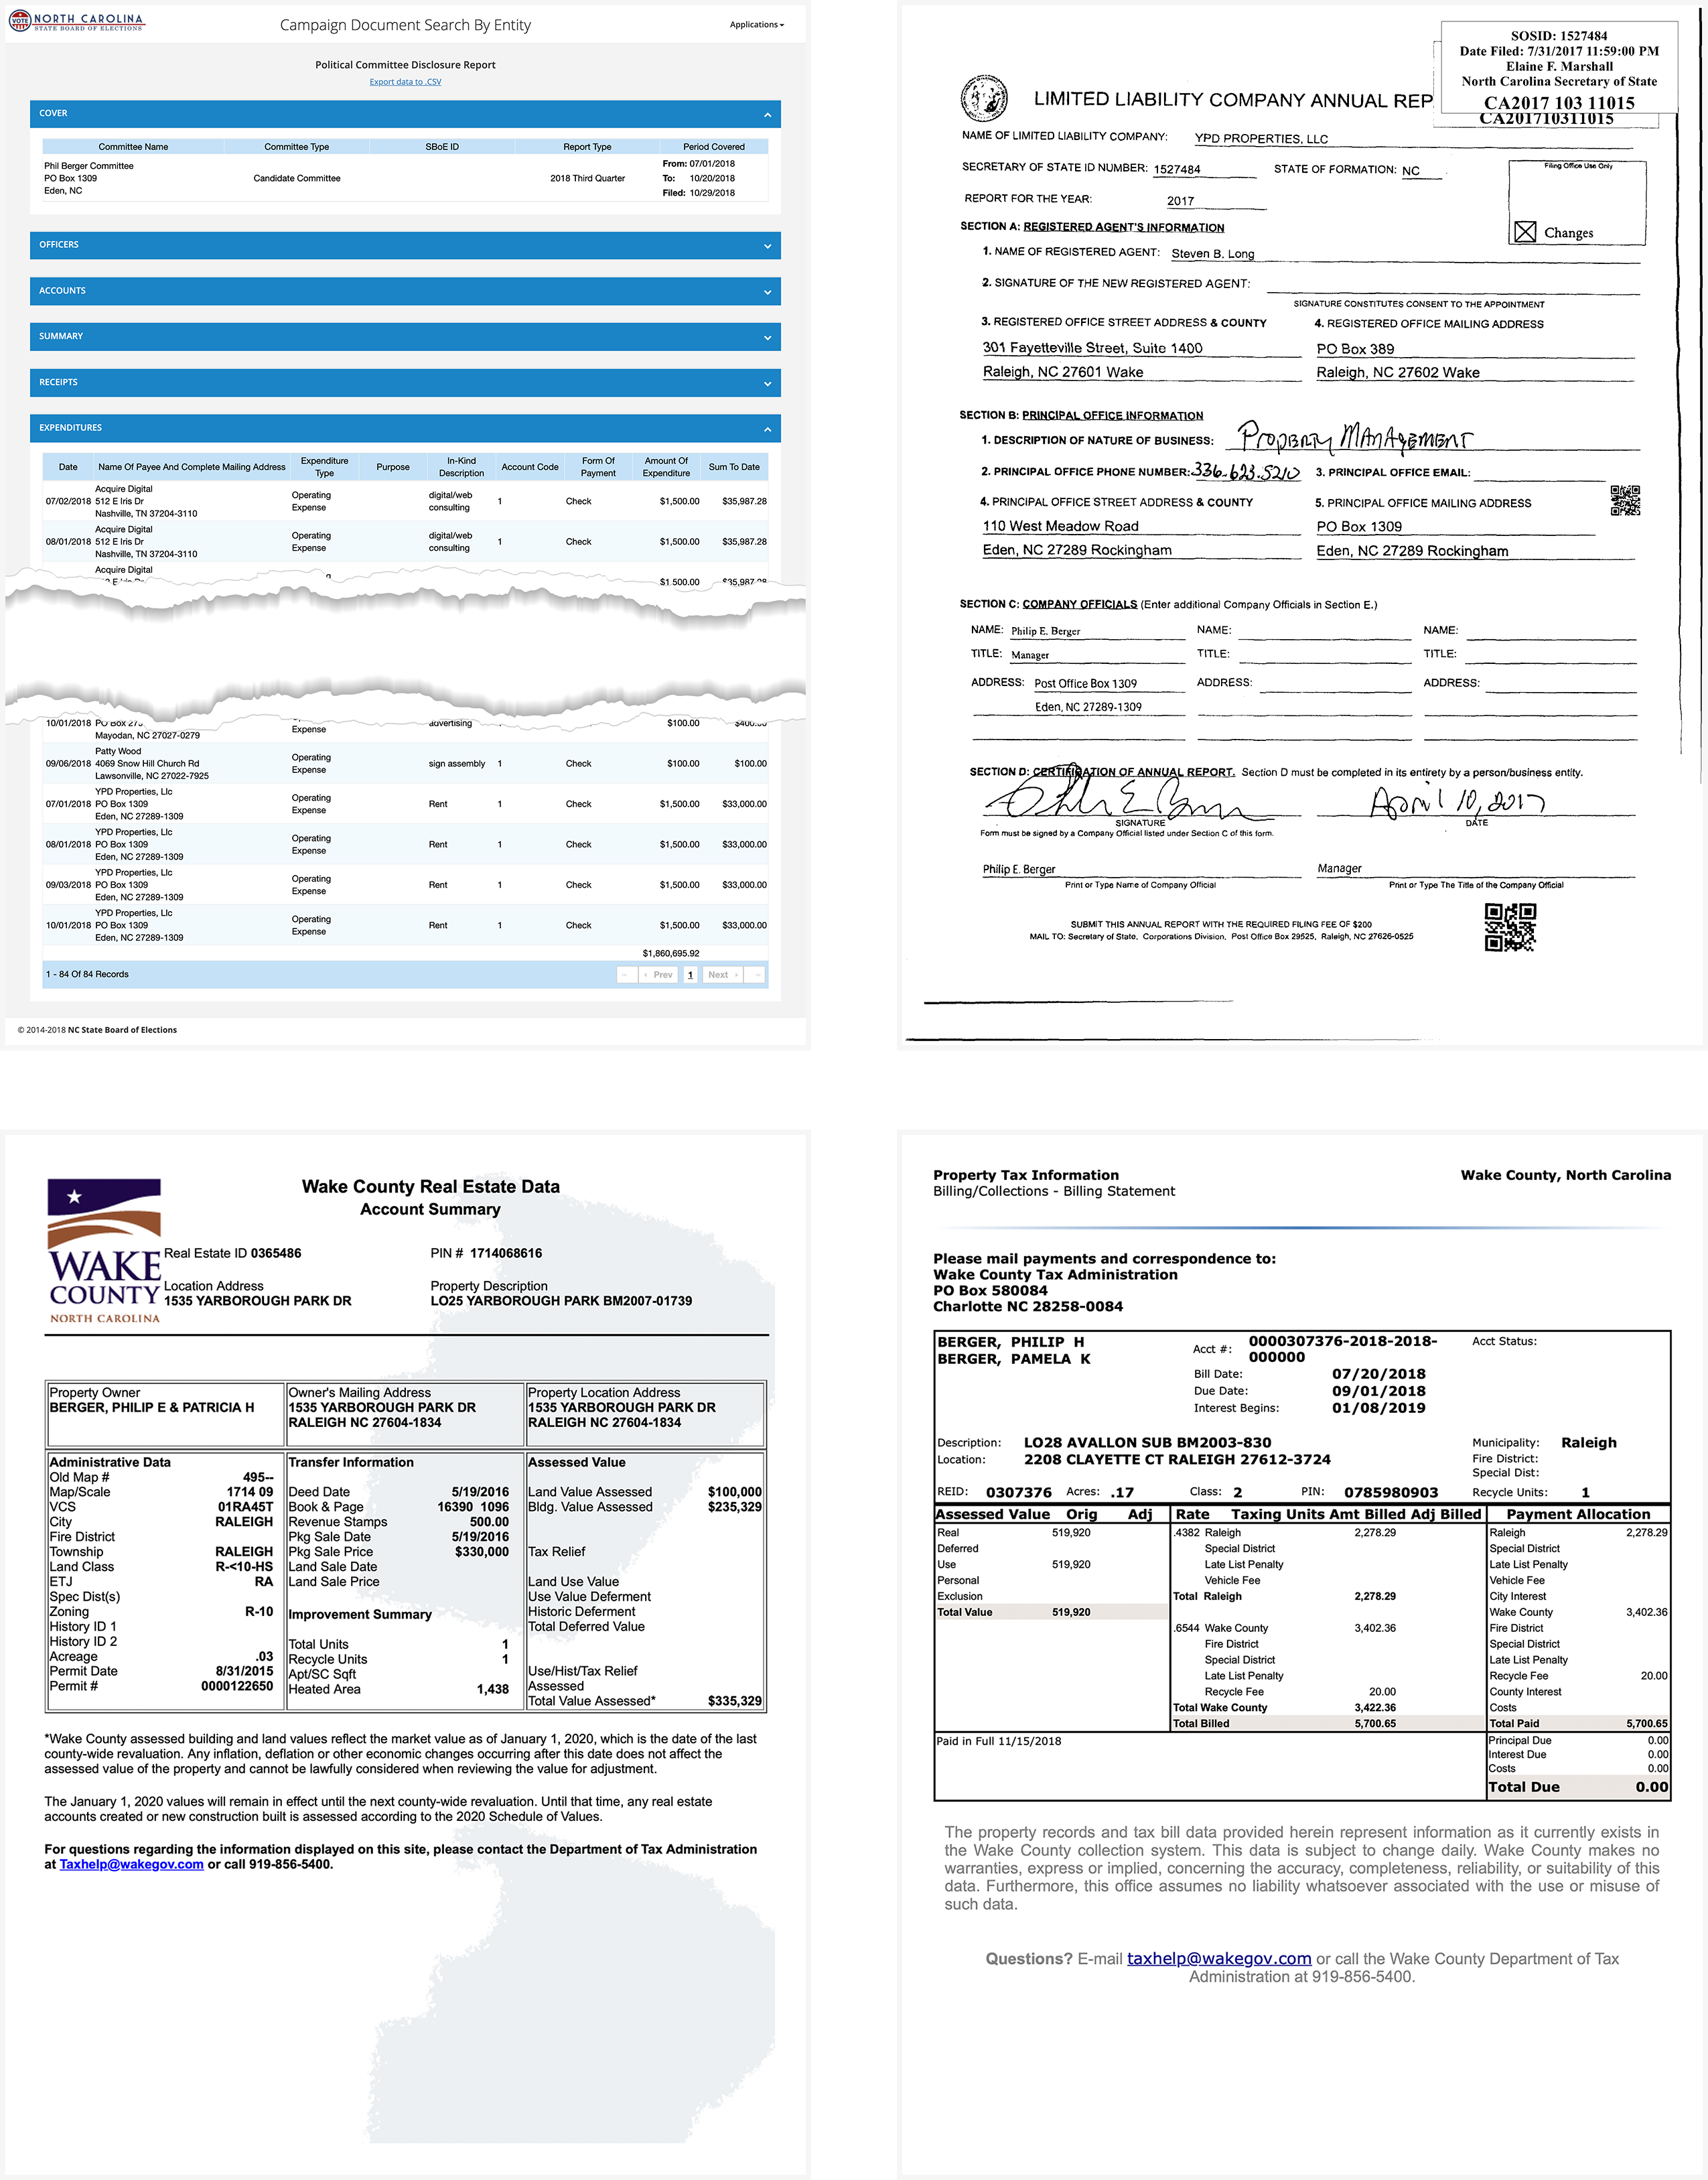 VOTE
NORTH CAROLINA
STATE BOARD OF ELECTIONS
Campaign Document Search By Entity
Applications
Political Committee Disclosure Report
Export data to .CSV
COVER
Committee Name Committee Type SBoE ID Report Type Period Covered
Phil Berger Committee
PO Box 1309
Eden, NC
Candidate Committee
2018 Third Quarter
From: 07/01/2018
To: 10/20/2018
Filed: 10/29/2018
OFFICERS
ACCOUNTS
SUMMARY
RECEIPTS
EXPENDITURES
Date Name Of Payee And Complete Mailing Address Expenditure Type Purpose In-Kind Description Account Code Form Of Payment Amount Of Expenditure Sum To Date
07/02/2018 Acquire Digital 512 E Iris Dr Nashville, TN 37204-3110 Operating Expense digital/web consulting 1 Check $1,500.00 $35,987.28
08/01/2018 Acquire Digital 512 E Iris Dr Nashville, TN 37204-3110 Operating Expense digital/web consulting 1 Check $1,500.00 $35,987.28
Acquire Digital $1,500.00 $35,987.28
10/01/2018 PO Box Mayodan, NC 27027-0279 Expense advertising $100.00
09/06/2018 Patty Wood 4069 Snow Hill Church Rd Lawsonville, NC 27022-7925 Operating Expense sign assembly 1 Check $100.00 $100.00
07/01/2018 YPD Properties, Llc PO Box 1309 Eden, NC 27289-1309 Operating Expense Rent 1 Check $1,500.00 $33,000.00
08/01/2018 YPD Properties, Llc PO Box 1309 Eden, NC 27289-1309 Operating Expense Rent 1 Check $1,500.00 $33,000.00
09/03/2018 YPD Properties, Llc PO Box 1309 Eden, NC 27289-1309 Operating Expense Rent 1 Check $1,500.00 $33,000.00
10/01/2018 YPD Properties, Llc PO Box 1309 Eden, NC 27289-1309 Operating Expense Rent 1 Check $1,500.00 $33,000.00
$1,860,695.92
1 - 84 Of 84 Records
Prev 1 Next
© 2014-2018 NC State Board of Elections
SOSID: 1527484
Date Filed: 7/31/2017 11:59:00 PM
Elaine F. Marshall
North Carolina Secretary of State
CA2017 103 11015
CA201710311015
LIMITED LIABILITY COMPANY ANNUAL REP
NAME OF LIMITED LIABILITY COMPANY: YPD PROPERTIES, LLC
SECRETARY OF STATE ID NUMBER: 1527484 STATE OF FORMATION: NC
Filing Office Use Only
REPORT FOR THE YEAR: 2017
Changes
SECTION A: REGISTERED AGENT'S INFORMATION
1. NAME OF REGISTERED AGENT: Steven B. Long
2. SIGNATURE OF THE NEW REGISTERED AGENT:
SIGNATURE CONSTITUTES CONSENT TO THE APPOINTMENT
3. REGISTERED OFFICE STREET ADDRESS & COUNTY 4. REGISTERED OFFICE MAILING ADDRESS
301 Fayetteville Street, Suite 1400 PO Box 389
Raleigh, NC 27601 Wake Raleigh, NC 27602 Wake
SECTION B: PRINCIPAL OFFICE INFORMATION
1. DESCRIPTION OF NATURE OF BUSINESS: Property Management
2. PRINCIPAL OFFICE PHONE NUMBER: 336-623-5210 3. PRINCIPAL OFFICE EMAIL:
4. PRINCIPAL OFFICE STREET ADDRESS & COUNTY 5. PRINCIPAL OFFICE MAILING ADDRESS
110 West Meadow Road PO Box 1309
Eden, NC 27289 Rockingham Eden, NC 27289 Rockingham
SECTION C: COMPANY OFFICIALS (Enter additional Company Officials in Section E.)
NAME: Philip E. Berger NAME: NAME:
TITLE: Manager TITLE: TITLE:
ADDRESS: Post Office Box 1309 ADDRESS: ADDRESS:
Eden, NC 27289-1309
SECTION D: CERTIFICATION OF ANNUAL REPORT. Section D must be completed in its entirety by a person/business entity.
April 10, 2017
SIGNATURE DATE
Form must be signed by a Company Official listed under Section C of this form.
Philip E. Berger Manager
Print or Type Name of Company Official Print or Type The Title of the Company Official
SUBMIT THIS ANNUAL REPORT WITH THE REQUIRED FILING FEE OF $200
MAIL TO: Secretary of State, Corporations Division, Post Office Box 29525, Raleigh, NC 27626-0525
WAKE
COUNTY
NORTH CAROLINA
Wake County Real Estate Data
Account Summary
Real Estate ID 0365486 PIN # 1714068616
Location Address Property Description
1535 YARBOROUGH PARK DR LO25 YARBOROUGH PARK BM2007-01739
Property Owner Owner's Mailing Address Property Location Address
BERGER, PHILIP E & PATRICIA H 1535 YARBOROUGH PARK DR 1535 YARBOROUGH PARK DR
RALEIGH NC 27604-1834 RALEIGH NC 27604-1834
Administrative Data Transfer Information Assessed Value
Old Map # 495--
Map/Scale 1714 09 Deed Date 5/19/2016 Land Value Assessed $100,000
VCS 01RA45T Book & Page 16390 1096 Bldg. Value Assessed $235,329
City RALEIGH Revenue Stamps 500.00
Fire District Pkg Sale Date 5/19/2016
Township RALEIGH Pkg Sale Price $330,000 Tax Relief
Land Class R-<10-HS Land Sale Date
ETJ RA Land Sale Price Land Use Value
Spec Dist(s) Use Value Deferment
Zoning R-10 Improvement Summary Historic Deferment
History ID 1 Total Deferred Value
History ID 2 Total Units 1
Acreage .03 Recycle Units 1
Permit Date 8/31/2015 Apt/SC Sqft Use/Hist/Tax Relief
Permit # 0000122650 Heated Area 1,438 Assessed
Total Value Assessed* $335,329
*Wake County assessed building and land values reflect the market value as of January 1, 2020, which is the date of the last
county-wide revaluation. Any inflation, deflation or other economic changes occurring after this date does not affect the
assessed value of the property and cannot be lawfully considered when reviewing the value for adjustment.
The January 1, 2020 values will remain in effect until the next county-wide revaluation. Until that time, any real estate
accounts created or new construction built is assessed according to the 2020 Schedule of Values.
For questions regarding the information displayed on this site, please contact the Department of Tax Administration
at Taxhelp@wakegov.com or call 919-856-5400.
Property Tax Information Wake County, North Carolina
Billing/Collections - Billing Statement
Please mail payments and correspondence to:
Wake County Tax Administration
PO Box 580084
Charlotte NC 28258-0084
BERGER, PHILIP H
BERGER, PAMELA K
Acct #: 0000307376-2018-2018-000000 Acct Status:
Bill Date: 07/20/2018
Due Date: 09/01/2018
Interest Begins: 01/08/2019
Description: LO28 AVALLON SUB BM2003-830 Municipality: Raleigh
Location: 2208 CLAYETTE CT RALEIGH 27612-3724 Fire District:
Special Dist:
REID: 0307376 Acres: .17 Class: 2 PIN: 0785980903 Recycle Units: 1
Assessed Value Orig Adj Rate Taxing Units Amt Billed Adj Billed Payment Allocation
Real 519,920 .4382 Raleigh 2,278.29 Raleigh 2,278.29
Deferred Special District Special District
Use 519,920 Late List Penalty Late List Penalty
Personal Vehicle Fee Vehicle Fee
Exclusion Total Raleigh 2,278.29 City Interest
Total Value 519,920 Wake County 3,402.36
.6544 Wake County 3,402.36 Fire District
Fire District Special District
Special District Late List Penalty
Late List Penalty Recycle Fee 20.00
Recycle Fee 20.00 County Interest
Total Wake County 3,422.36 Costs
Total Billed 5,700.65 Total Paid 5,700.65
Paid in Full 11/15/2018 Principal Due 0.00
Interest Due 0.00
Costs 0.00
Total Due 0.00
The property records and tax bill data provided herein represent information as it currently exists in
the Wake County collection system. This data is subject to change daily. Wake County makes no
warranties, express or implied, concerning the accuracy, completeness, reliability, or suitability of this
data. Furthermore, this office assumes no liability whatsoever associated with the use or misuse of
such data.
Questions? E-mail taxhelp@wakegov.com or call the Wake County Department of Tax
Administration at 919-856-5400.